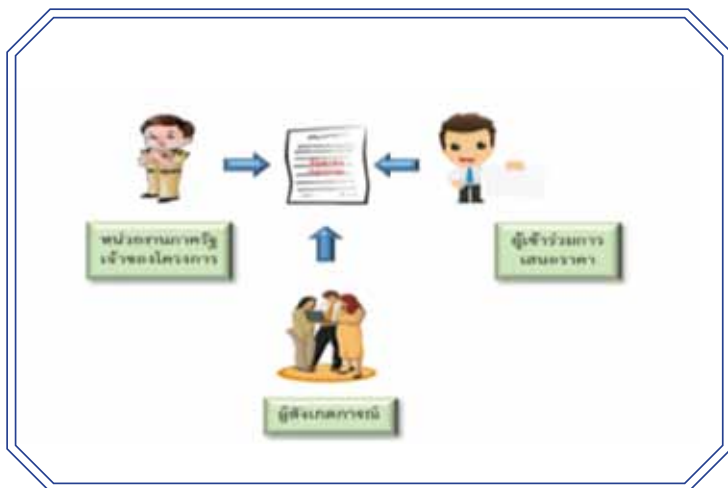 หน่วยงานภาครัฐ
เจ้าของโครงการ
ผู้เข้าร่วมการ
เสนอราคา
ผู้สังเกตการณ์